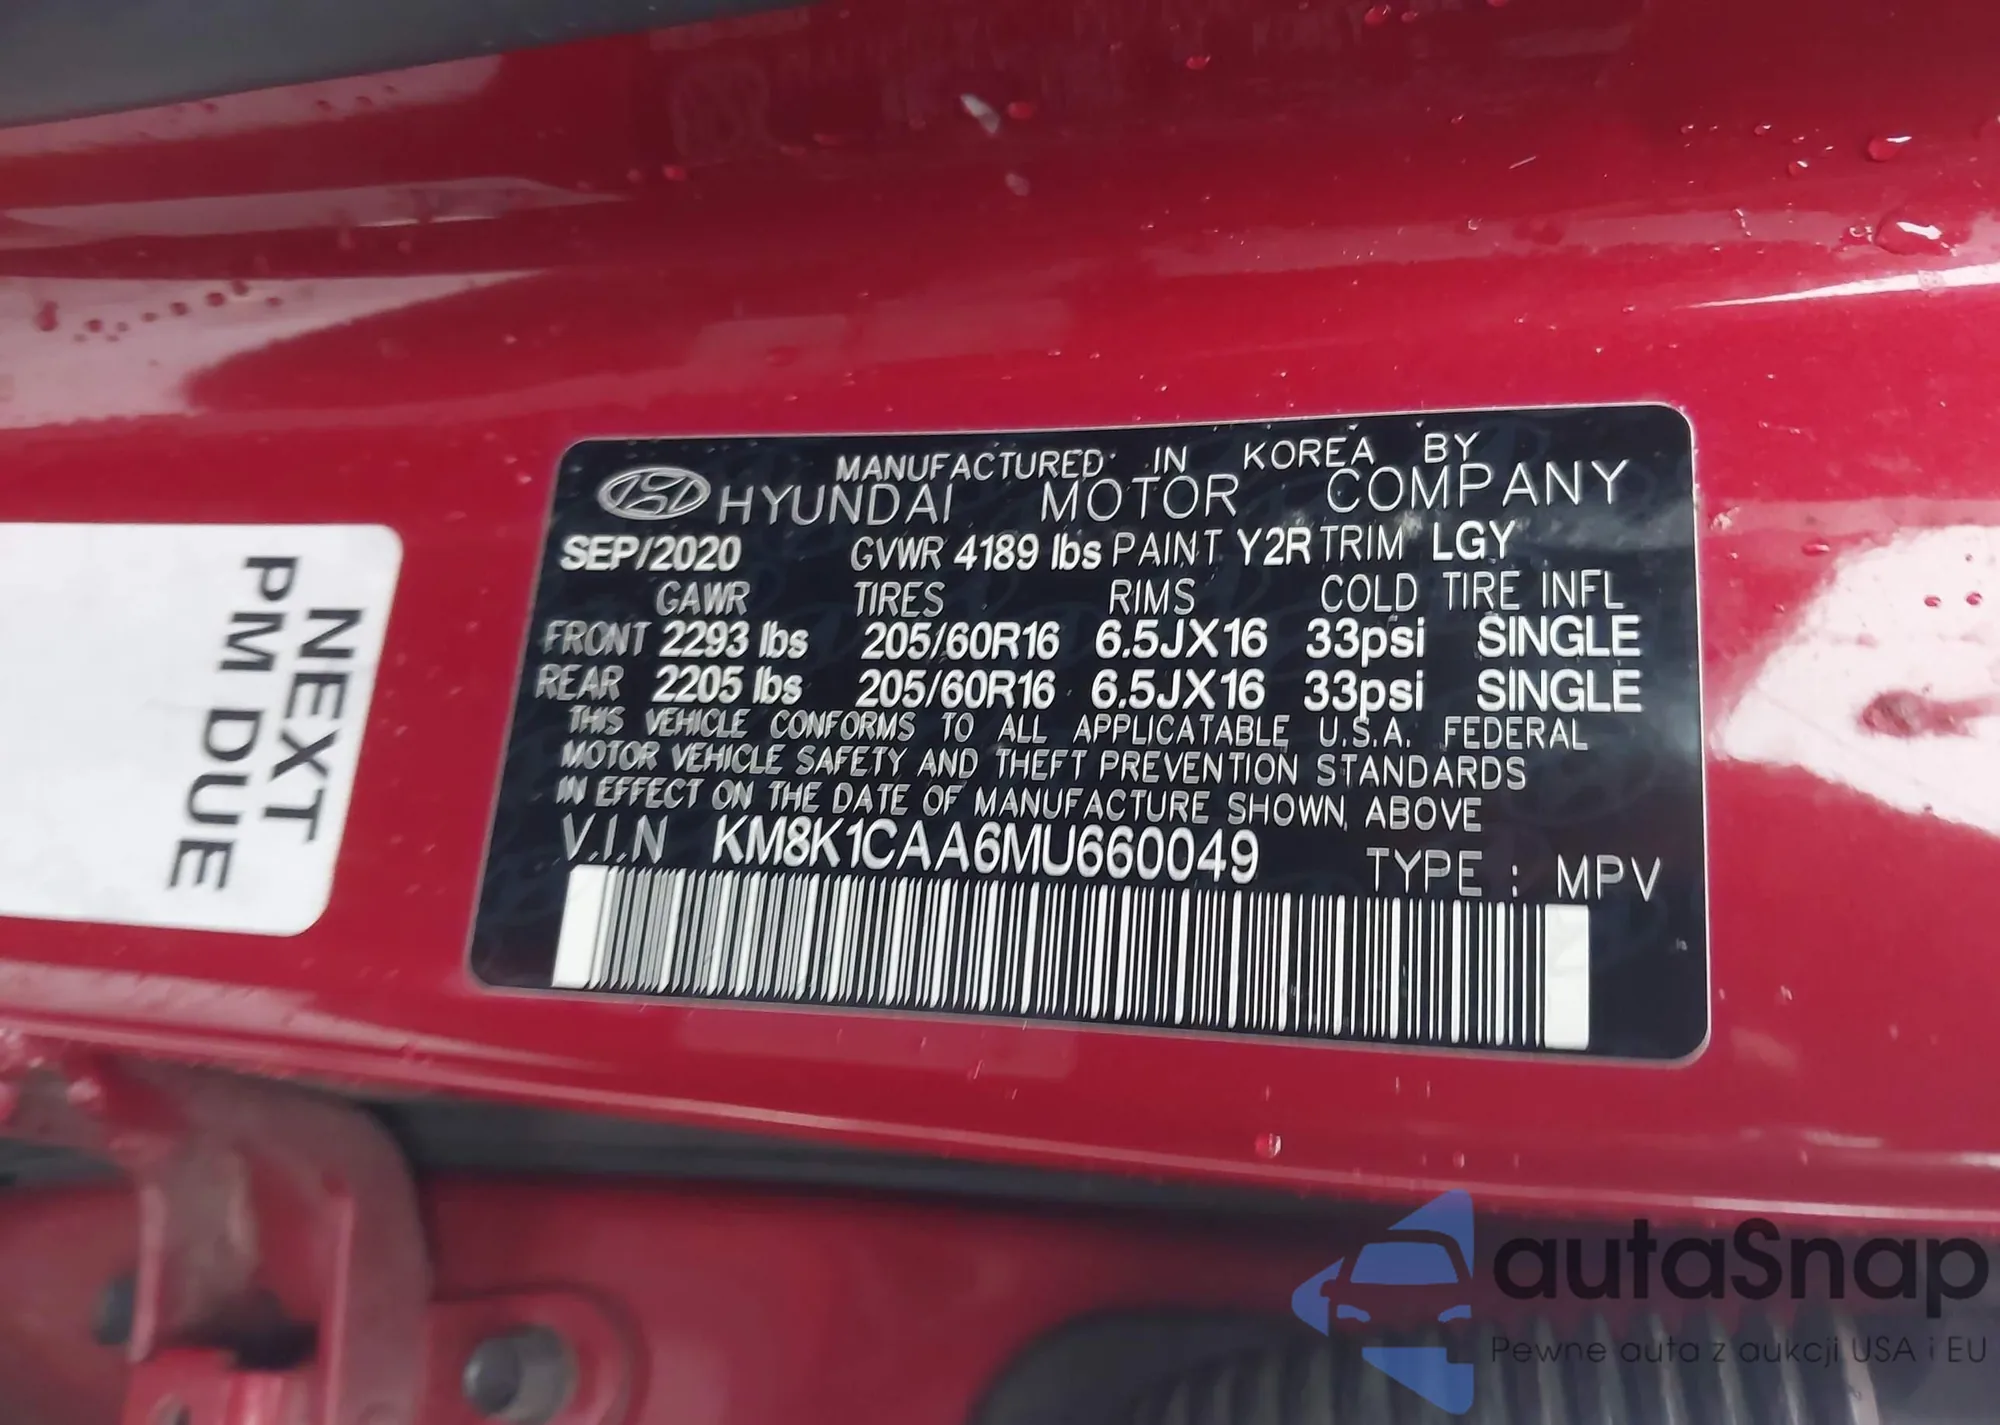 MANUFACTURED IN KOREA BY
HYUNDAI MOTOR COMPANY
SEP/2020 GVWR 4189 lbs PAINT Y2R TRIM LGY
GAWR TIRES RIMS COLD TIRE INFL
FRONT 2293 lbs 205/60R16 6.5JX16 33psi SINGLE
REAR 2205 lbs 205/60R16 6.5JX16 33psi SINGLE
THIS VEHICLE CONFORMS TO ALL APPLICATABLE U.S.A. FEDERAL
MOTOR VEHICLE SAFETY AND THEFT PREVENTION STANDARDS
IN EFFECT ON THE DATE OF MANUFACTURE SHOWN ABOVE
V.I.N KM8K1CAA6MU660049 TYPE : MPV
NEXT
PM DUE
autaSnap
Pewne auta z aukcji USA i EU